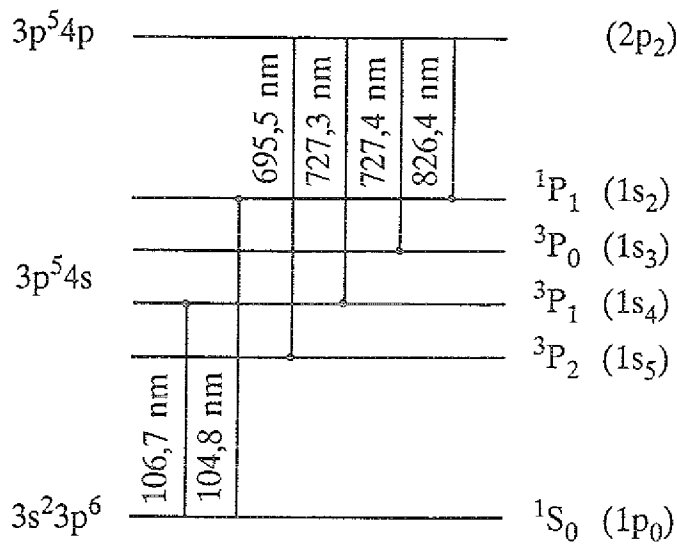 3p⁵4p (2p₂)
695,5 nm
727,3 nm
727,4 nm
826,4 nm
¹P₁ (1s₂)
³P₀ (1s₃)
3p⁵4s
³P₁ (1s₄)
³P₂ (1s₅)
106,7 nm
104,8 nm
3s²3p⁶ ¹S₀ (1p₀)